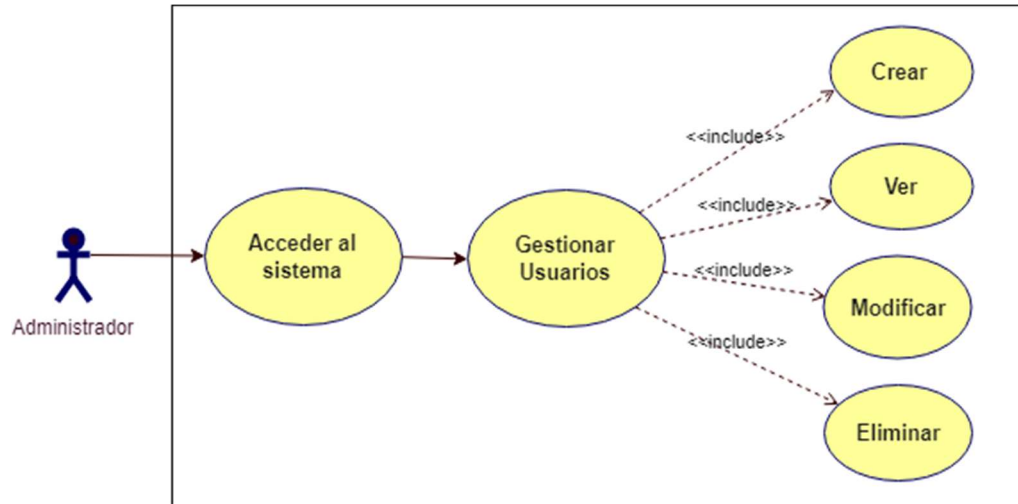 Crear
<<include>>
Ver
<<include>>
Acceder al
sistema
Gestionar
Usuarios
<<include>>
Modificar
Administrador
<<include>>
Eliminar